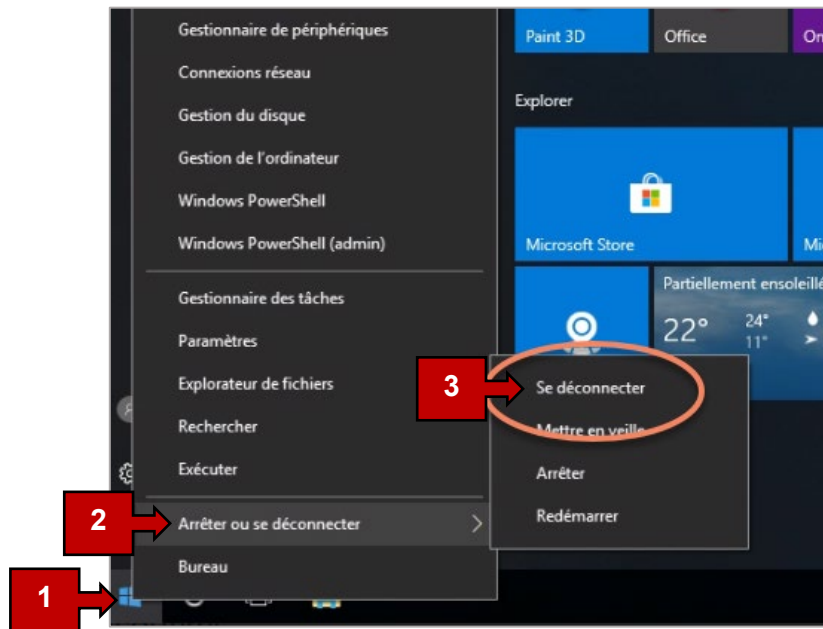 Gestionnaire de périphériques
Connexions réseau
Gestion du disque
Gestion de l'ordinateur
Windows PowerShell
Windows PowerShell (admin)
Gestionnaire des tâches
Paramètres
Explorateur de fichiers
Rechercher
Exécuter
2
Arrêter ou se déconnecter
Bureau
1
Paint 3D
Office
Explorer
Microsoft Store
Partiellement ensoleillé
22°
24°
11°
3
Se déconnecter
Mettre en veille
Arrêter
Redémarrer